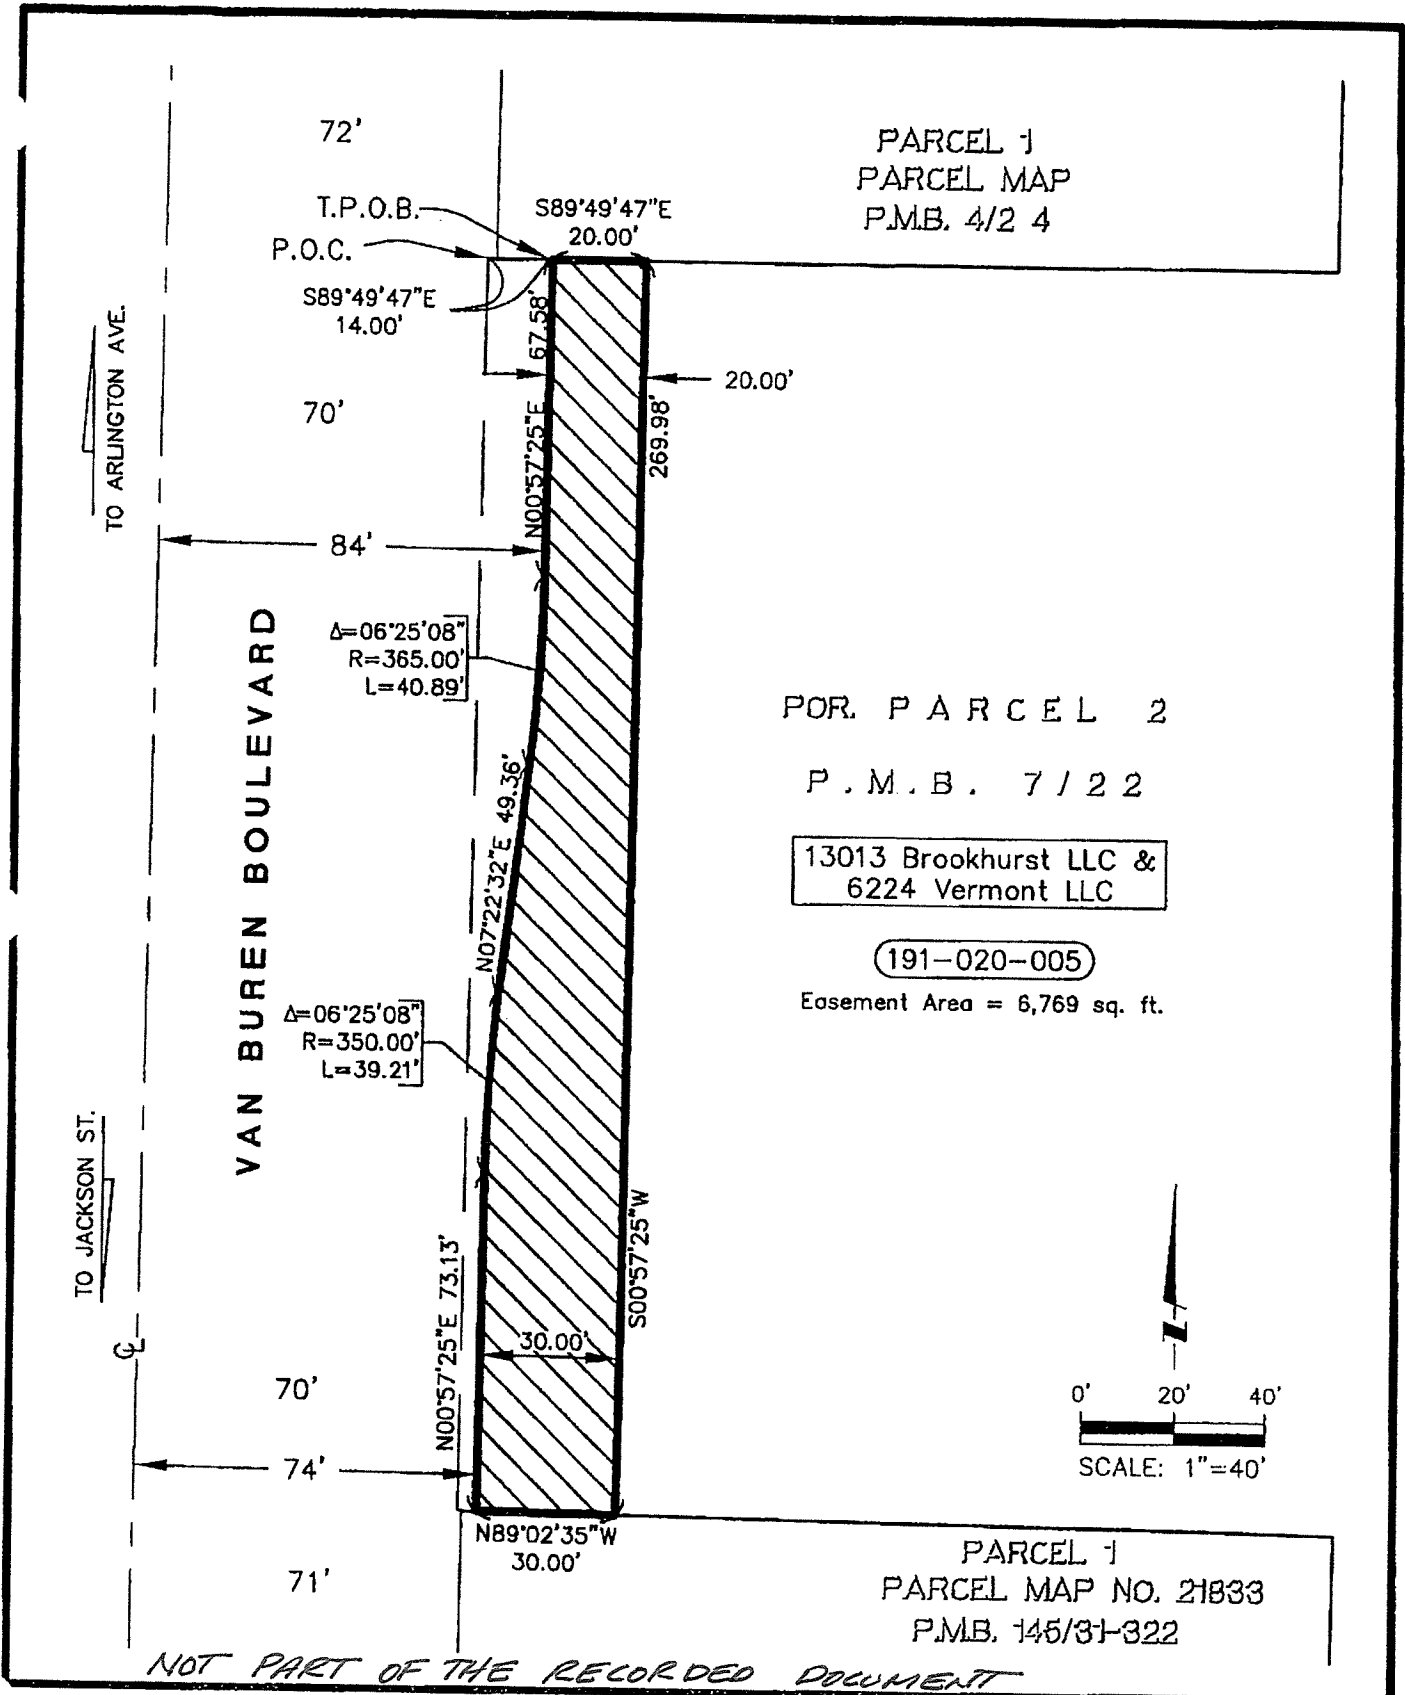 72'
PARCEL 1
PARCEL MAP
P.M.B. 4/2 4
T.P.O.B.
S89°49'47"E
20.00'
P.O.C.
S89°49'47"E
14.00'
67.58'
N00°57'25"E
20.00'
269.98'
TO ARLINGTON AVE.
70'
84'
Δ=06°25'08"
R=365.00'
L=40.89'
VAN BUREN BOULEVARD
N07°22'32"E 49.36'
POR. PARCEL 2
P.M.B. 7/22
13013 Brookhurst LLC &
6224 Vermont LLC
191-020-005
Easement Area = 6,769 sq. ft.
Δ=06°25'08"
R=350.00'
L=39.21'
TO JACKSON ST.
S00°57'25"W
N00°57'25"E 73.13'
30.00'
CL
70'
74'
N
0' 20' 40'
SCALE: 1"=40'
N89°02'35"W
30.00'
71'
PARCEL 1
PARCEL MAP NO. 21833
P.M.B. 145/31-322
NOT PART OF THE RECORDED DOCUMENT